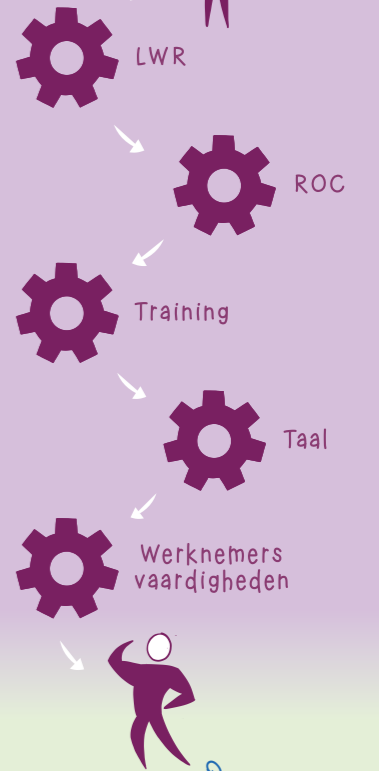 LWR
ROC
Training
Taal
Werknemers
vaardigheden